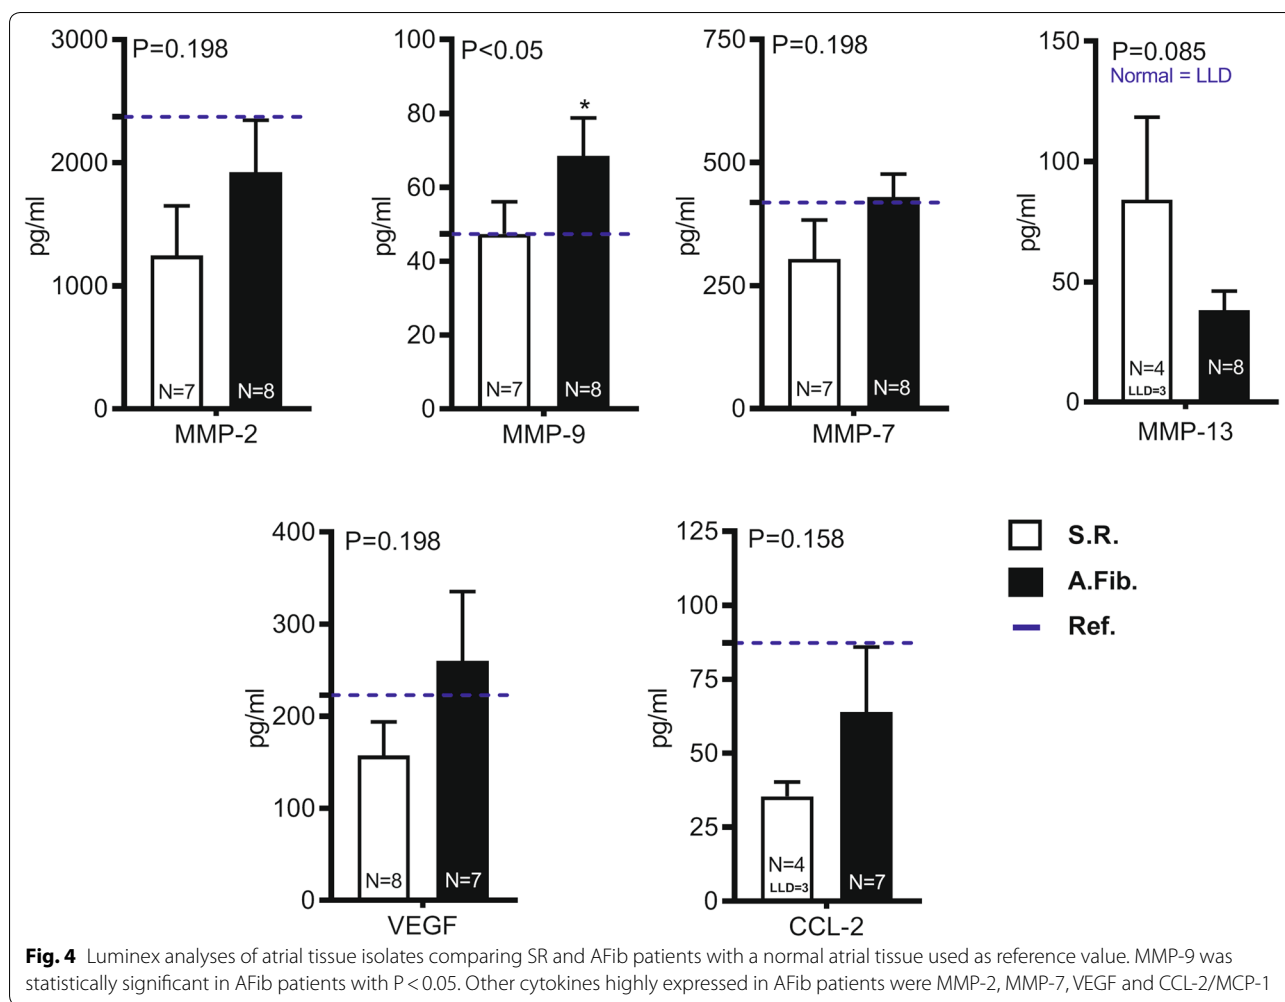 3000
2000
1000
0
pg/ml
P=0.198
N=7
N=8
MMP-2
100
80
60
40
20
0
pg/ml
P<0.05
*
N=7
N=8
MMP-9
750
500
250
0
pg/ml
P=0.198
N=7
N=8
MMP-7
150
100
50
0
pg/ml
P=0.085
Normal = LLD
N=4
LLD=3
N=8
MMP-13
400
300
200
100
0
pg/ml
P=0.198
N=8
N=7
VEGF
125
100
75
50
25
0
pg/ml
P=0.158
N=4
LLD=3
N=7
CCL-2
S.R.
A.Fib.
Ref.
Fig. 4 Luminex analyses of atrial tissue isolates comparing SR and AFib patients with a normal atrial tissue used as reference value. MMP-9 was
statistically significant in AFib patients with P < 0.05. Other cytokines highly expressed in AFib patients were MMP-2, MMP-7, VEGF and CCL-2/MCP-1